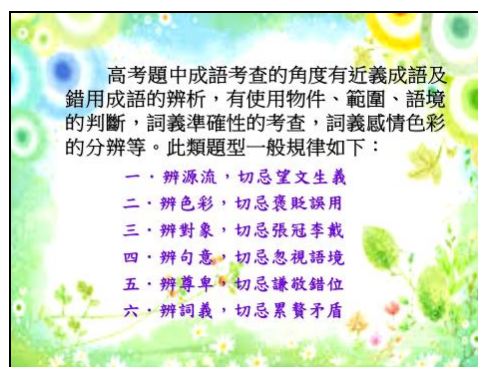 高考題中成語考查的角度有近義成語及
錯用成語的辨析，有使用物件、範圍、語境
的判斷，詞義準確性的考查，詞義感情色彩
的分辨等。此類題型一般規律如下：
一．辨源流，切忌望文生義
二．辨色彩，切忌褒貶誤用
三．辨對象，切忌張冠李戴
四．辨句意，切忌忽視語境
五．辨尊卑，切忌謙敬錯位
六．辨詞義，切忌累贅矛盾